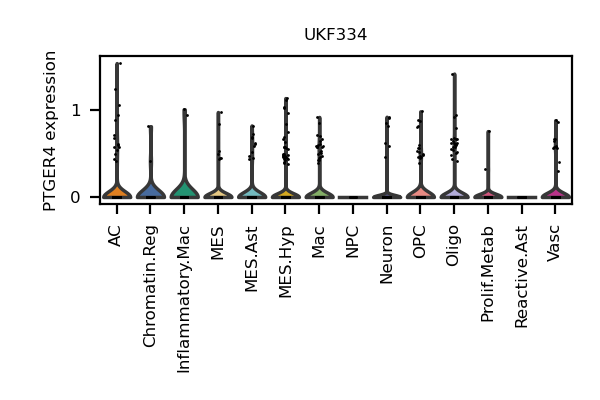 UKF334
PTGER4 expression
1
0
AC
Chromatin.Reg
Inflammatory.Mac
MES
MES.Ast
MES.Hyp
Mac
NPC
Neuron
OPC
Oligo
Prolif.Metab
Reactive.Ast
Vasc